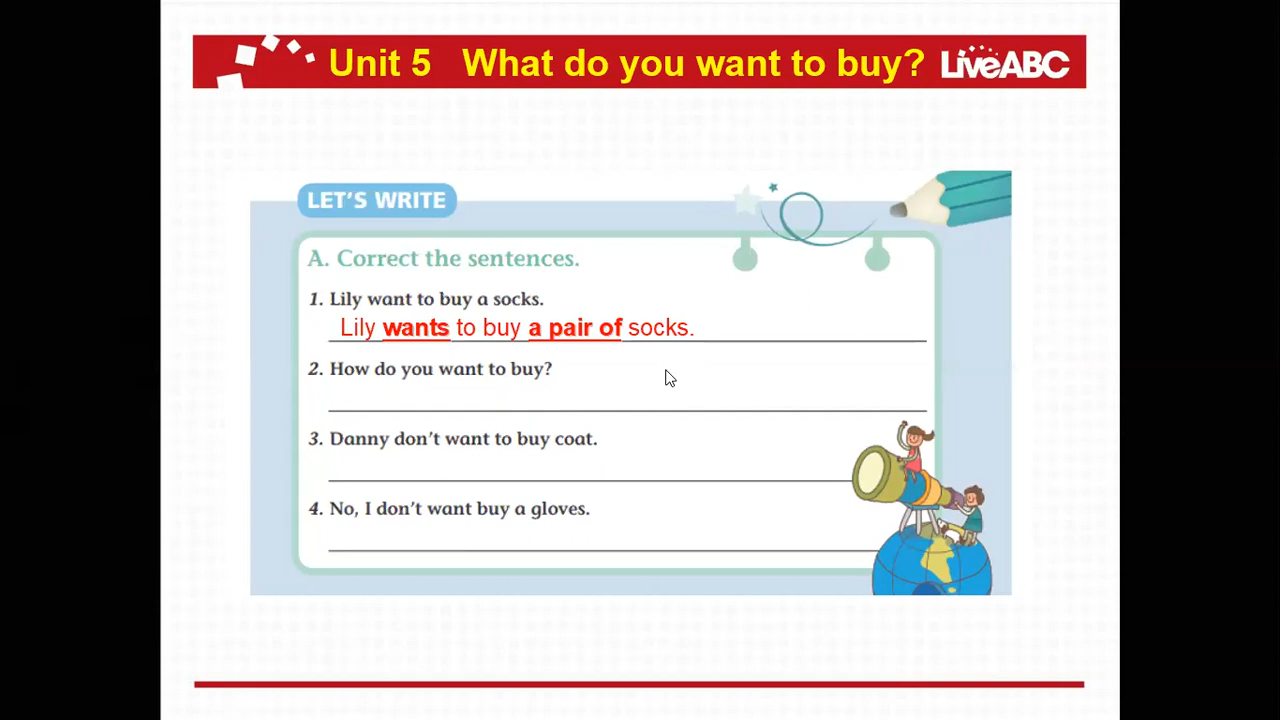 Unit 5 What do you want to buy? LiveABC
LET'S WRITE
A. Correct the sentences.
1. Lily want to buy a socks.
Lily wants to buy a pair of socks.
2. How do you want to buy?
3. Danny don't want to buy coat.
4. No, I don't want buy a gloves.